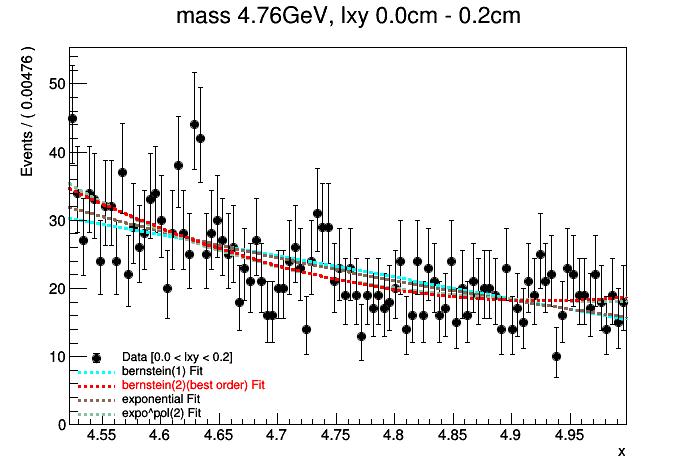 mass 4.76GeV, lxy 0.0cm - 0.2cm
Events / ( 0.00476 )
50
40
30
20
10
0
Data [0.0 < lxy < 0.2]
bernstein(1) Fit
bernstein(2)(best order) Fit
exponential Fit
expo^pol(2) Fit
4.55 4.6 4.65 4.7 4.75 4.8 4.85 4.9 4.95
x